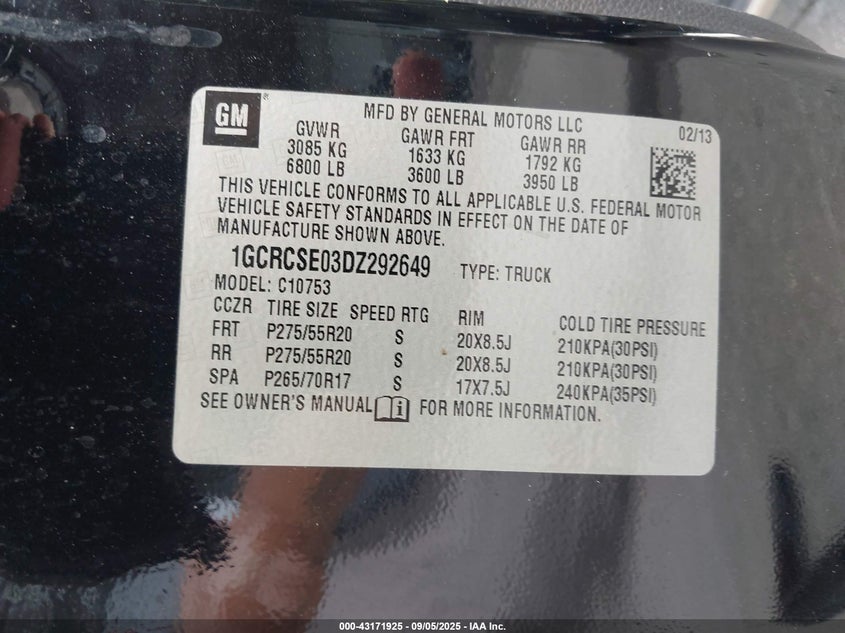 GM
MFD BY GENERAL MOTORS LLC
02/13
GVWR GAWR FRT GAWR RR
3085 KG 1633 KG 1792 KG
6800 LB 3600 LB 3950 LB
THIS VEHICLE CONFORMS TO ALL APPLICABLE U.S. FEDERAL MOTOR
VEHICLE SAFETY STANDARDS IN EFFECT ON THE DATE OF
MANUFACTURE SHOWN ABOVE.
1GCRCSE03DZ292649 TYPE: TRUCK
MODEL: C10753
CCZR TIRE SIZE SPEED RTG RIM COLD TIRE PRESSURE
FRT P275/55R20 S 20X8.5J 210KPA(30PSI)
RR P275/55R20 S 20X8.5J 210KPA(30PSI)
SPA P265/70R17 S 17X7.5J 240KPA(35PSI)
SEE OWNER'S MANUAL FOR MORE INFORMATION.
000-43171925 - 09/05/2025 - IAA Inc.